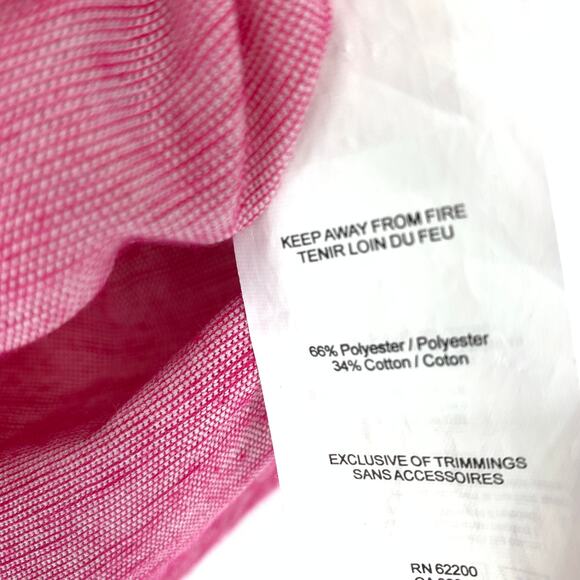 KEEP AWAY FROM FIRE
TENIR LOIN DU FEU
66% Polyester / Polyester
34% Cotton / Coton
EXCLUSIVE OF TRIMMINGS
SANS ACCESSOIRES
RN 62200